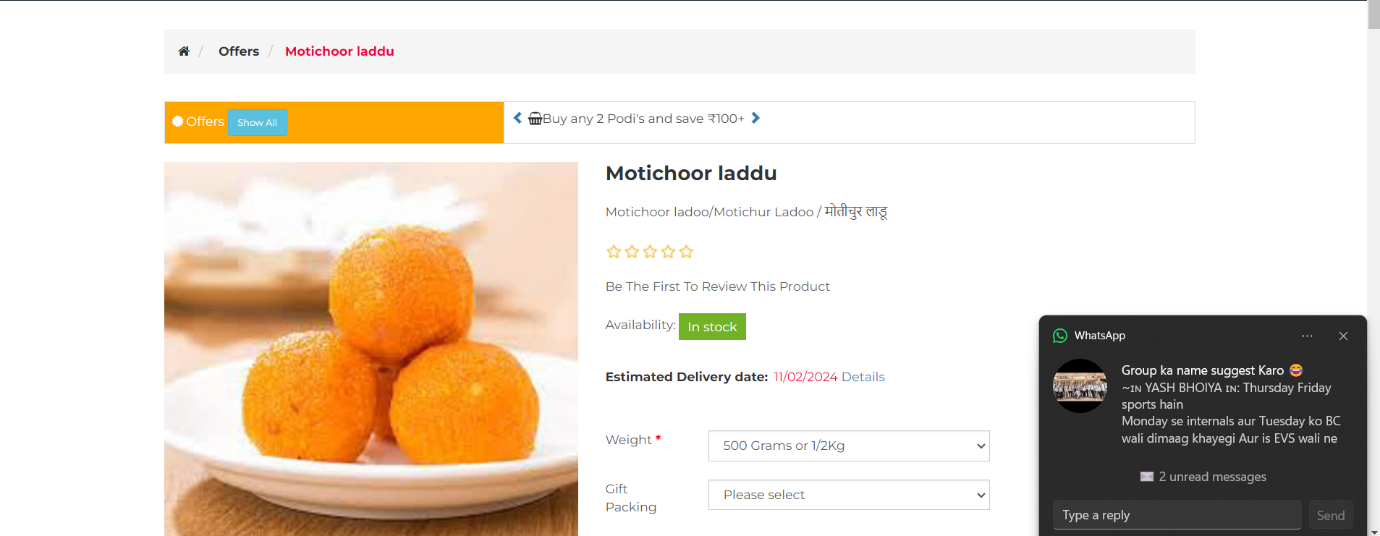 / Offers / Motichoor laddu
Offers Show All
Buy any 2 Podi's and save ₹100+
Motichoor laddu
Motichoor ladoo/Motichur Ladoo / मोतीचुर लाडू
Be The First To Review This Product
Availability: In stock
Estimated Delivery date: 11/02/2024 Details
Weight * 500 Grams or 1/2Kg
Gift
Packing
Please select
WhatsApp
Group ka name suggest Karo 😂
~ɪɴ YASH BHOIYA ɪɴ: Thursday Friday
sports hain
Monday se internals aur Tuesday ko BC
wali dimaag khayegi Aur is EVS wali ne
2 unread messages
Type a reply
Send